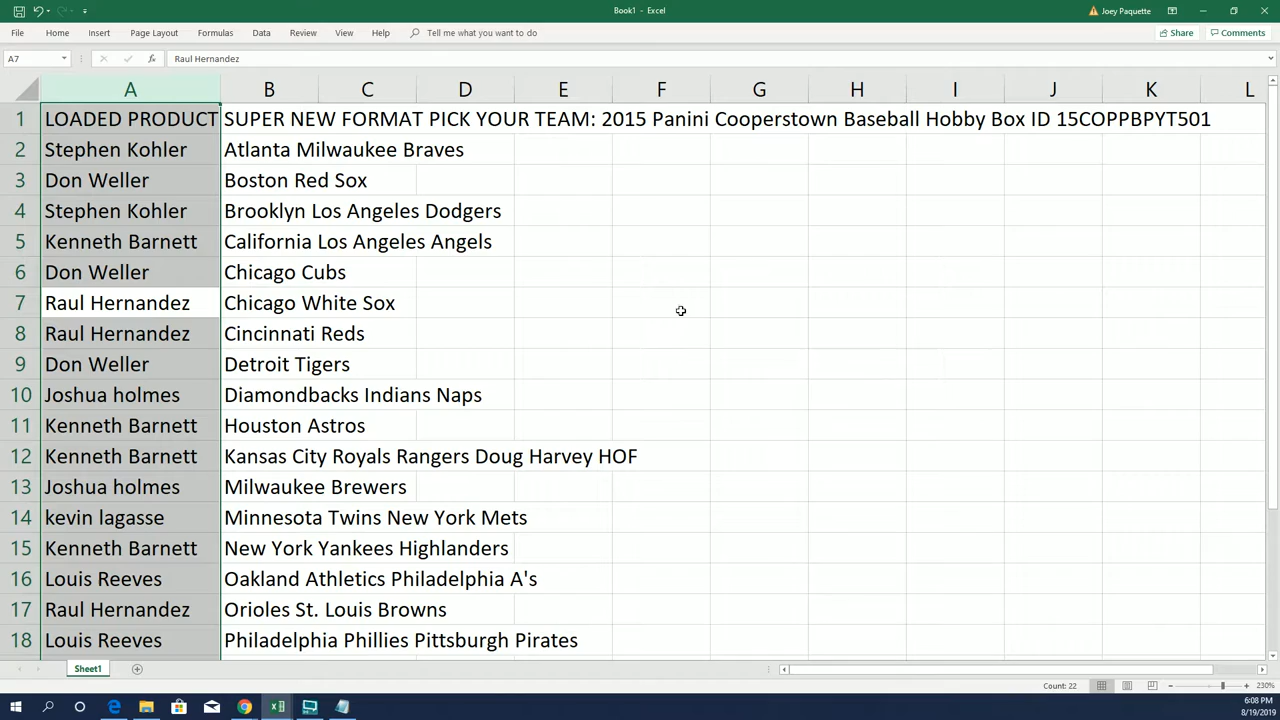 Book1 - Excel
Joey Paquette
File Home Insert Page Layout Formulas Data Review View Help Tell me what you want to do Share Comments
A7 fx Raul Hernandez
A B C D E F G H I J K L
1 LOADED PRODUCT SUPER NEW FORMAT PICK YOUR TEAM: 2015 Panini Cooperstown Baseball Hobby Box ID 15COPPBPYT501
2 Stephen Kohler Atlanta Milwaukee Braves
3 Don Weller Boston Red Sox
4 Stephen Kohler Brooklyn Los Angeles Dodgers
5 Kenneth Barnett California Los Angeles Angels
6 Don Weller Chicago Cubs
7 Raul Hernandez Chicago White Sox
8 Raul Hernandez Cincinnati Reds
9 Don Weller Detroit Tigers
10 Joshua holmes Diamondbacks Indians Naps
11 Kenneth Barnett Houston Astros
12 Kenneth Barnett Kansas City Royals Rangers Doug Harvey HOF
13 Joshua holmes Milwaukee Brewers
14 kevin lagasse Minnesota Twins New York Mets
15 Kenneth Barnett New York Yankees Highlanders
16 Louis Reeves Oakland Athletics Philadelphia A's
17 Raul Hernandez Orioles St. Louis Browns
18 Louis Reeves Philadelphia Phillies Pittsburgh Pirates
Sheet1
Count: 22 230%
6:08 PM
8/19/2019